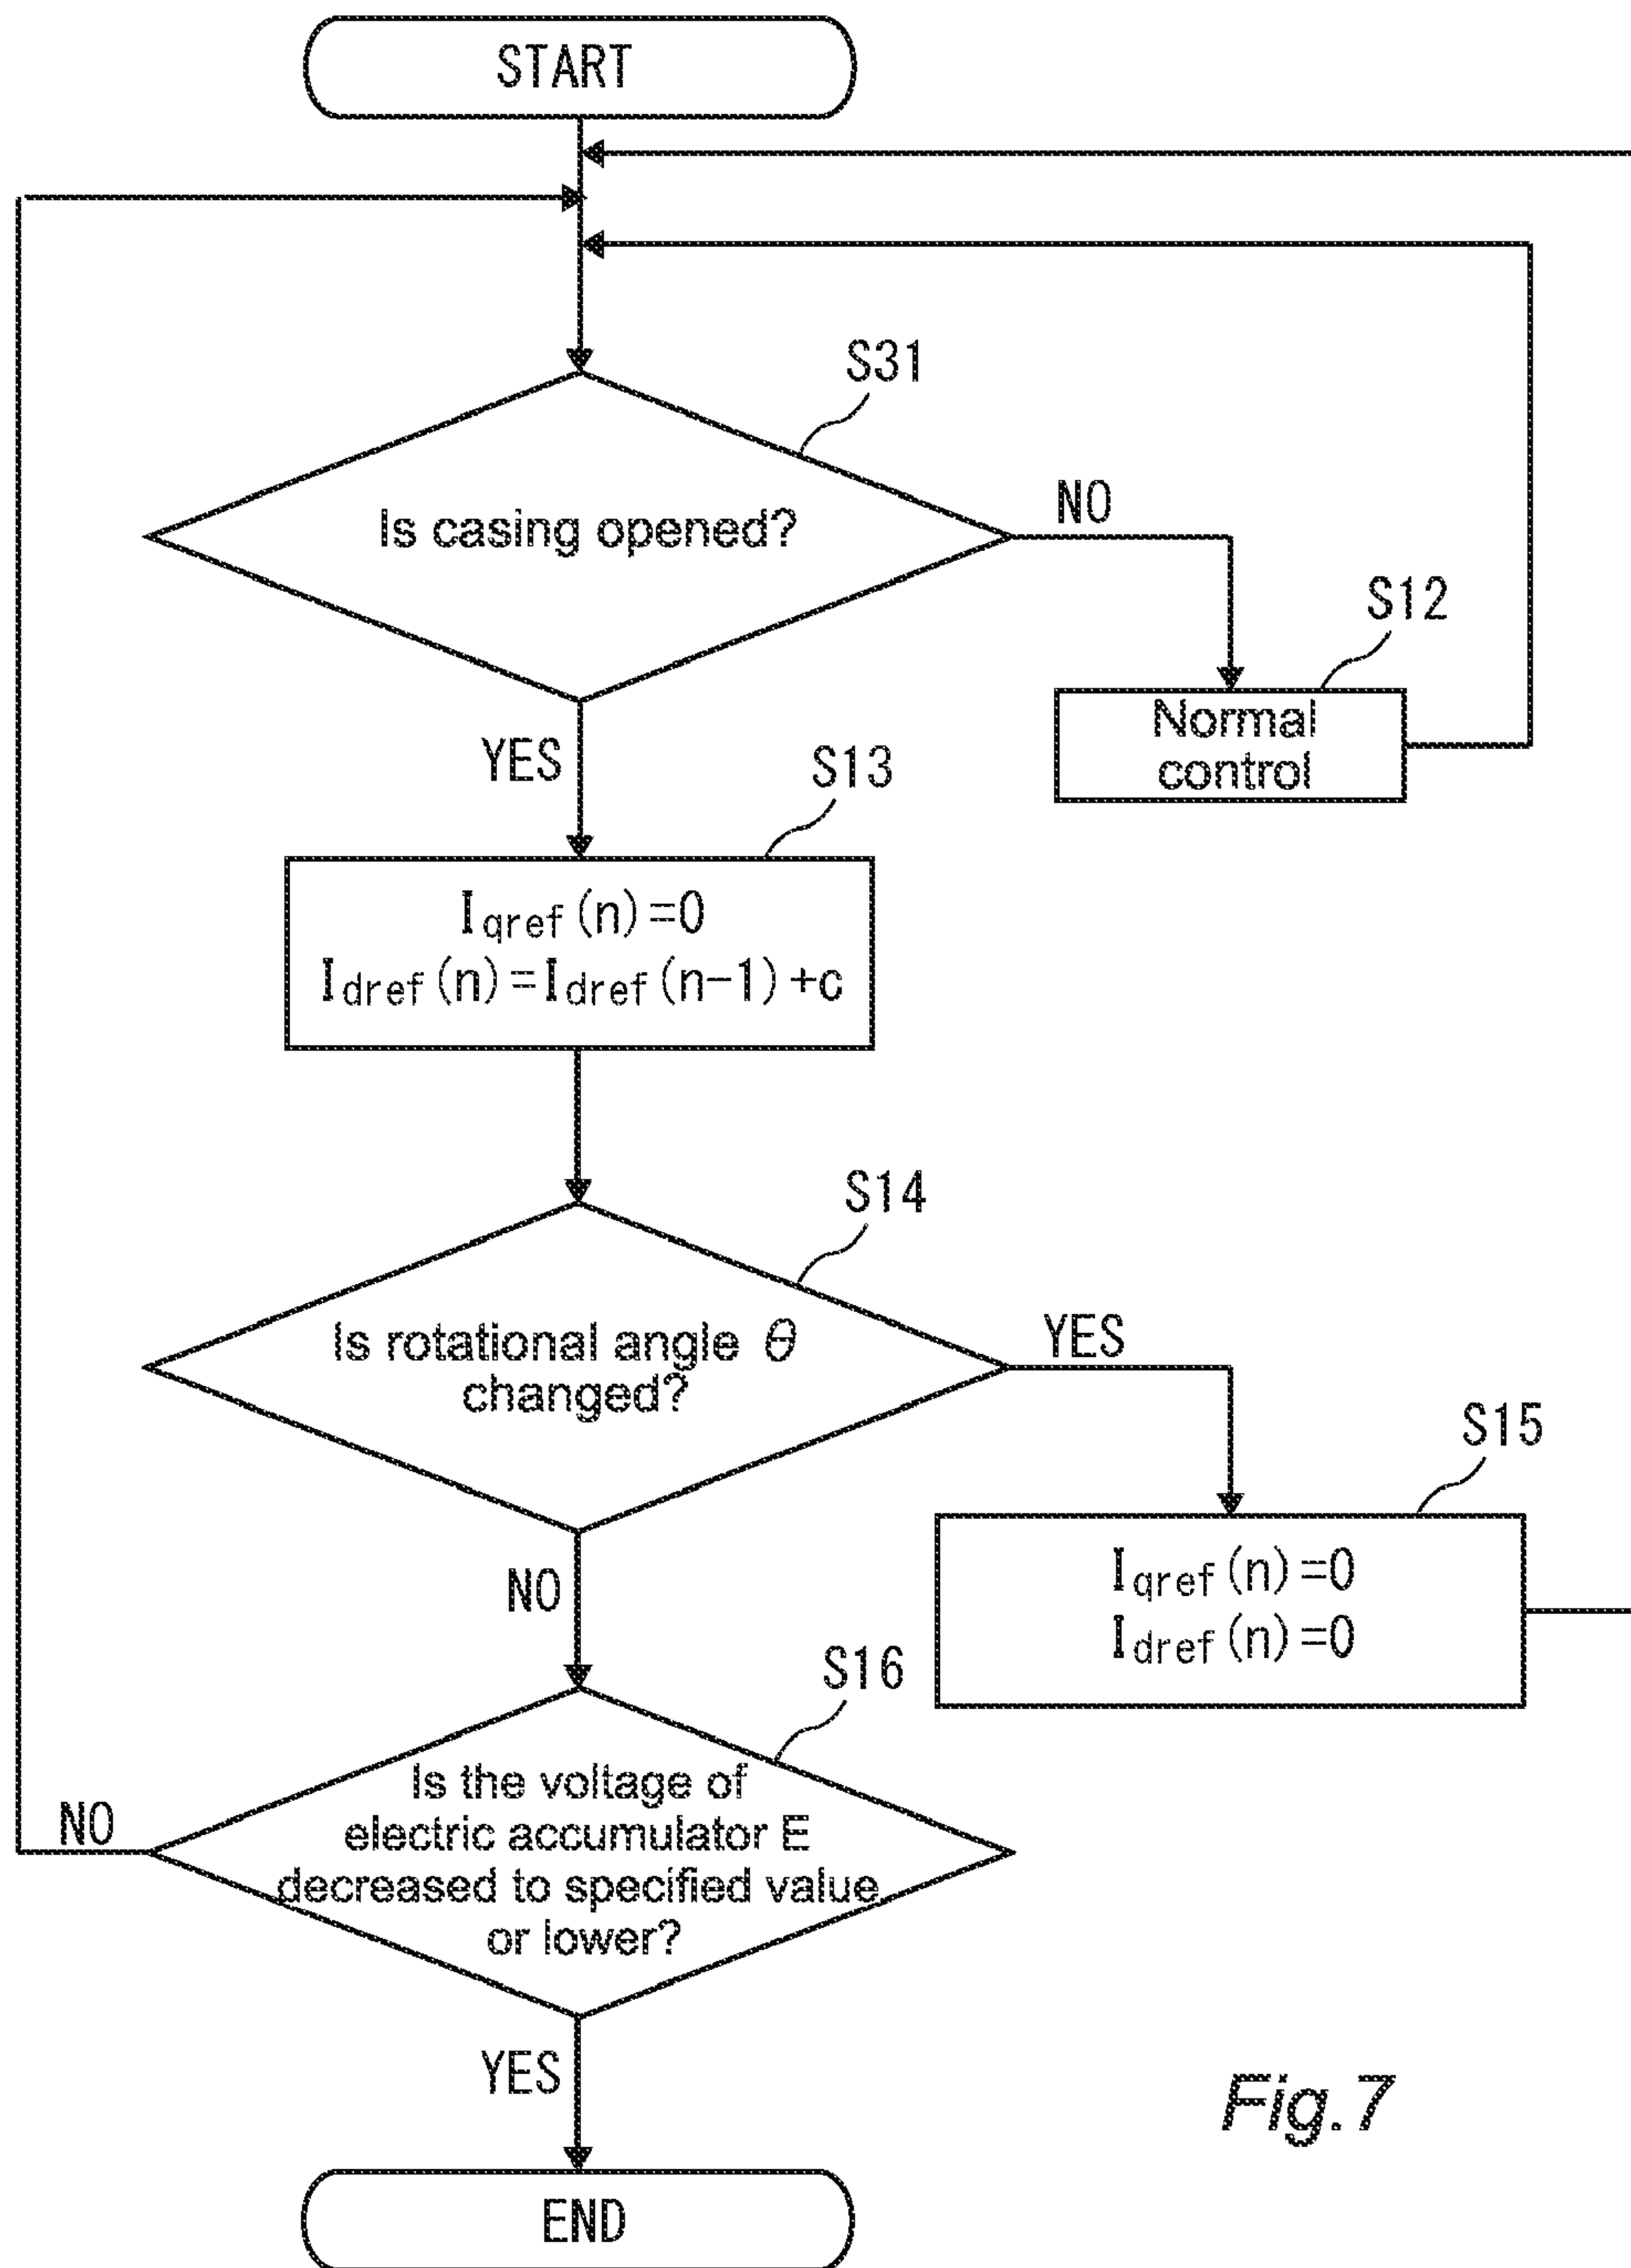 START
S31
Is casing opened?
NO
S12
Normal
control
YES
S13
Iqref(n)=0
Idref(n)=Idref(n-1)+c
S14
Is rotational angle θ
changed?
YES
S15
Iqref(n)=0
Idref(n)=0
NO
S16
Is the voltage of
electric accumulator E
decreased to specified value
or lower?
NO
YES
Fig.7
END